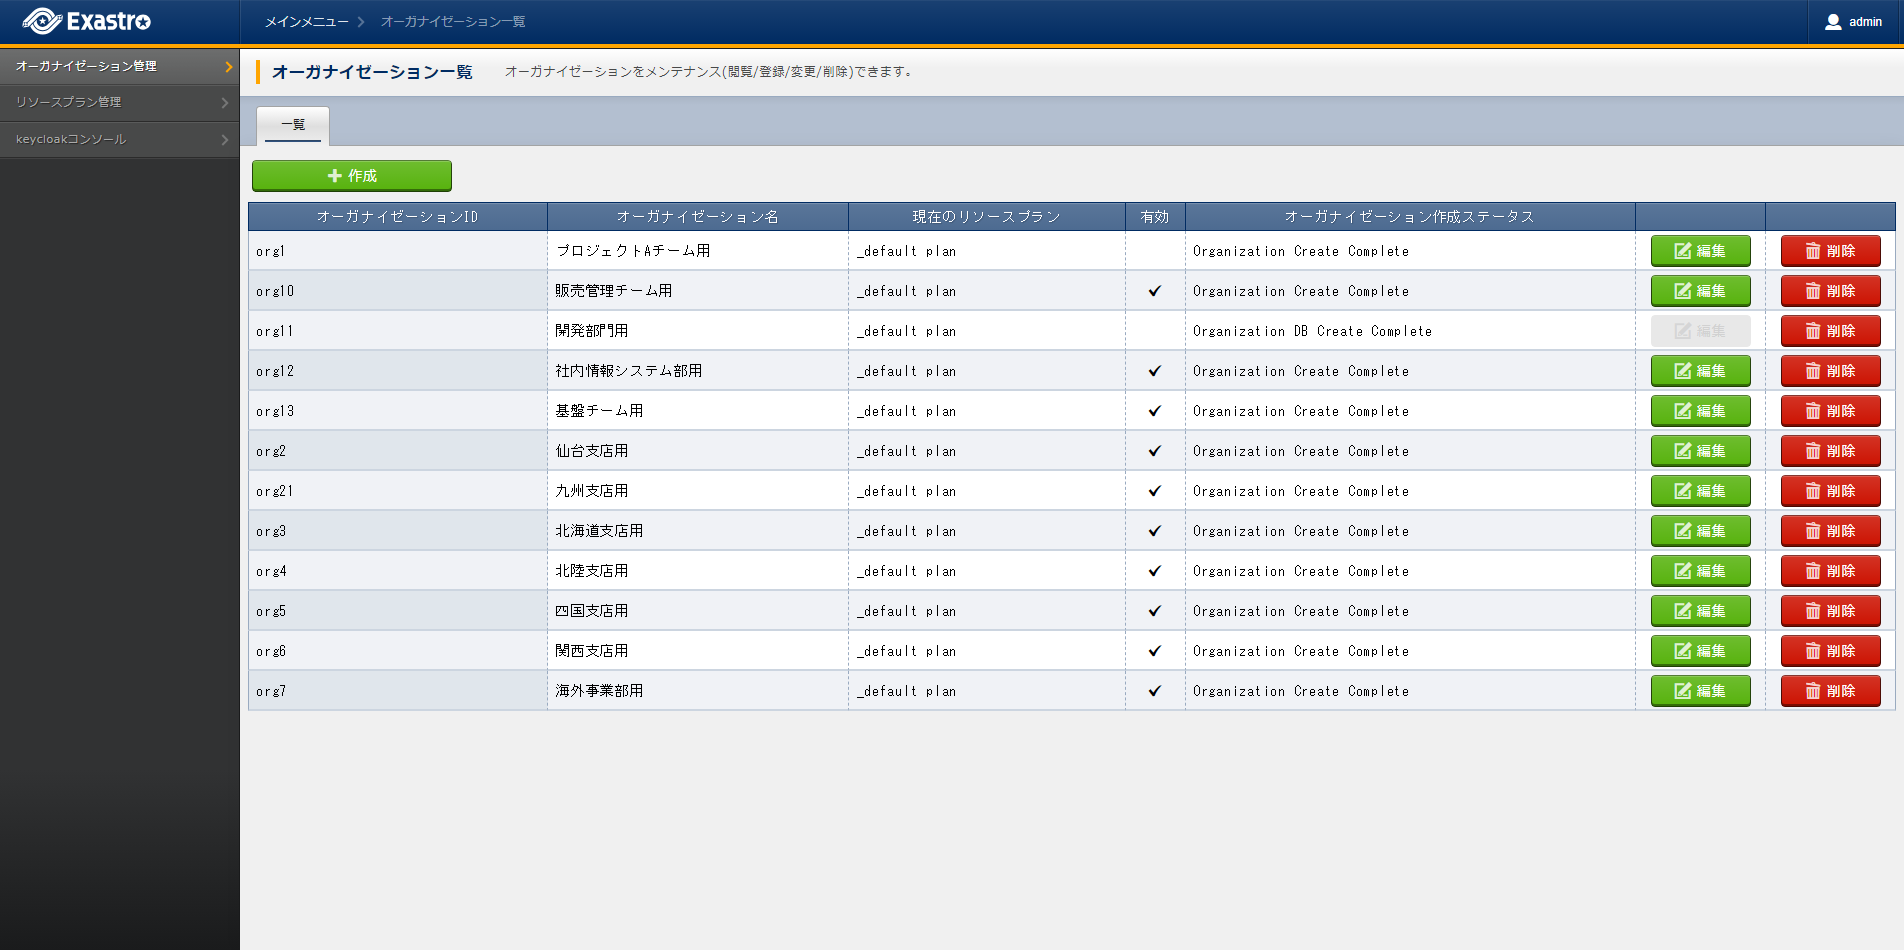 Exastro
メインメニュー
オーガナイゼーション一覧
admin
オーガナイゼーション管理
リソースプラン管理
keycloakコンソール
オーガナイゼーション一覧 オーガナイゼーションをメンテナンス(閲覧/登録/変更/削除)できます。
一覧
作成
オーガナイゼーションID オーガナイゼーション名 現在のリソースプラン 有効 オーガナイゼーション作成ステータス
org1 プロジェクトAチーム用 _default plan Organization Create Complete 編集 削除
org10 販売管理チーム用 _default plan ✓ Organization Create Complete 編集 削除
org11 開発部門用 _default plan Organization DB Create Complete 編集 削除
org12 社内情報システム部用 _default plan ✓ Organization Create Complete 編集 削除
org13 基盤チーム用 _default plan ✓ Organization Create Complete 編集 削除
org2 仙台支店用 _default plan ✓ Organization Create Complete 編集 削除
org21 九州支店用 _default plan ✓ Organization Create Complete 編集 削除
org3 北海道支店用 _default plan ✓ Organization Create Complete 編集 削除
org4 北陸支店用 _default plan ✓ Organization Create Complete 編集 削除
org5 四国支店用 _default plan ✓ Organization Create Complete 編集 削除
org6 関西支店用 _default plan ✓ Organization Create Complete 編集 削除
org7 海外事業部用 _default plan ✓ Organization Create Complete 編集 削除